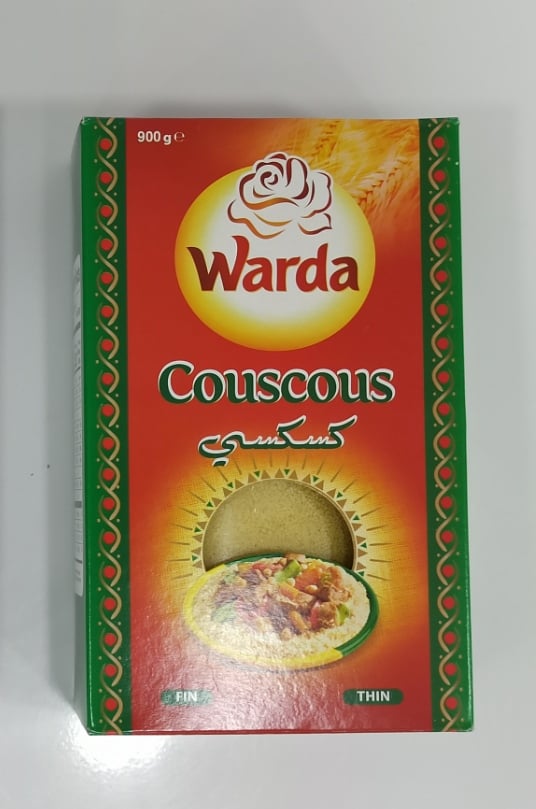 900 g ℮
Warda
Couscous
كسكسي
FIN
THIN